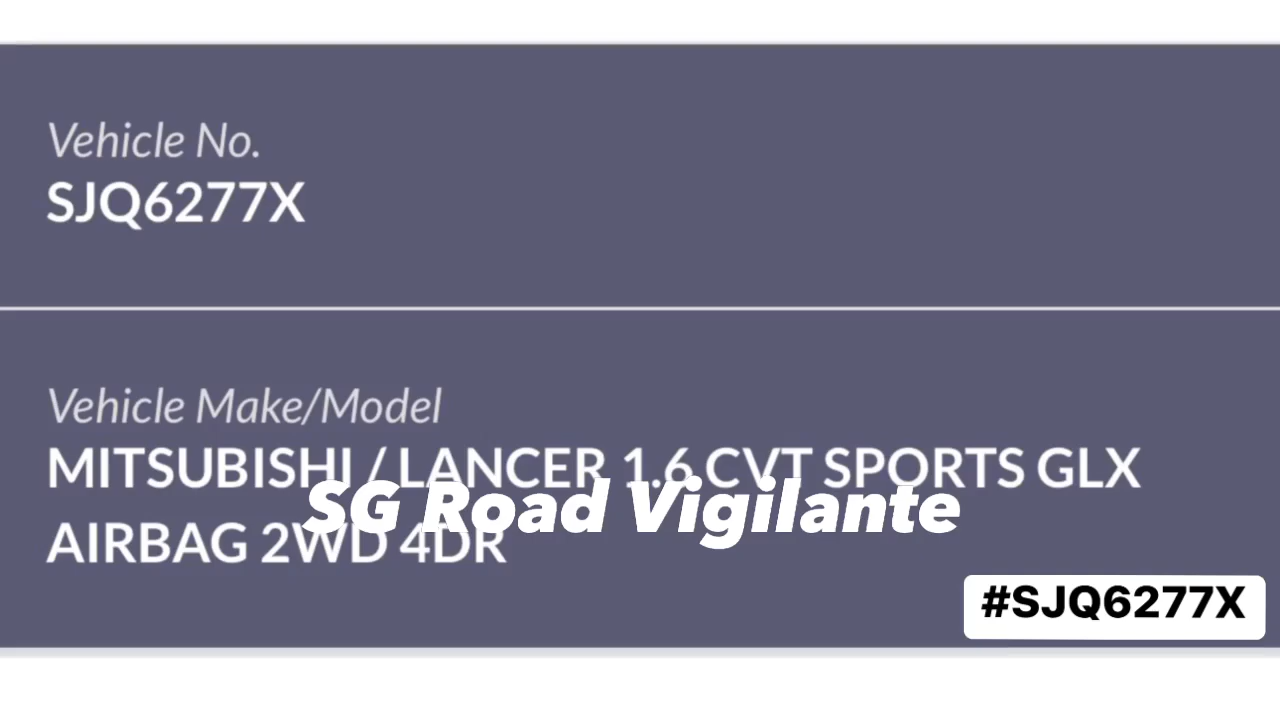 Vehicle No.
SJQ6277X
Vehicle Make/Model
MITSUBISHI / LANCER 1.6 CVT SPORTS GLX
SG Road Vigilante
AIRBAG 2WD 4DR
#SJQ6277X